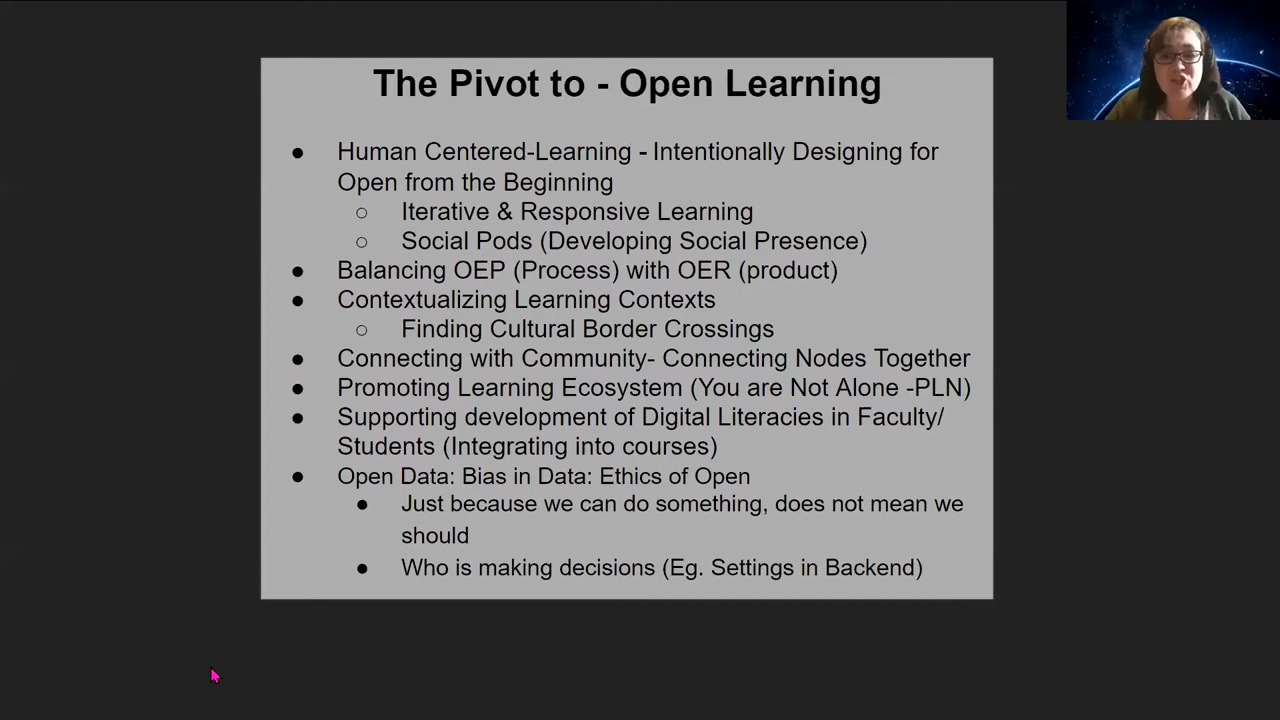 The Pivot to - Open Learning
● Human Centered-Learning - Intentionally Designing for
Open from the Beginning
○ Iterative & Responsive Learning
○ Social Pods (Developing Social Presence)
● Balancing OEP (Process) with OER (product)
● Contextualizing Learning Contexts
○ Finding Cultural Border Crossings
● Connecting with Community- Connecting Nodes Together
● Promoting Learning Ecosystem (You are Not Alone -PLN)
● Supporting development of Digital Literacies in Faculty/
Students (Integrating into courses)
● Open Data: Bias in Data: Ethics of Open
● Just because we can do something, does not mean we
should
● Who is making decisions (Eg. Settings in Backend)